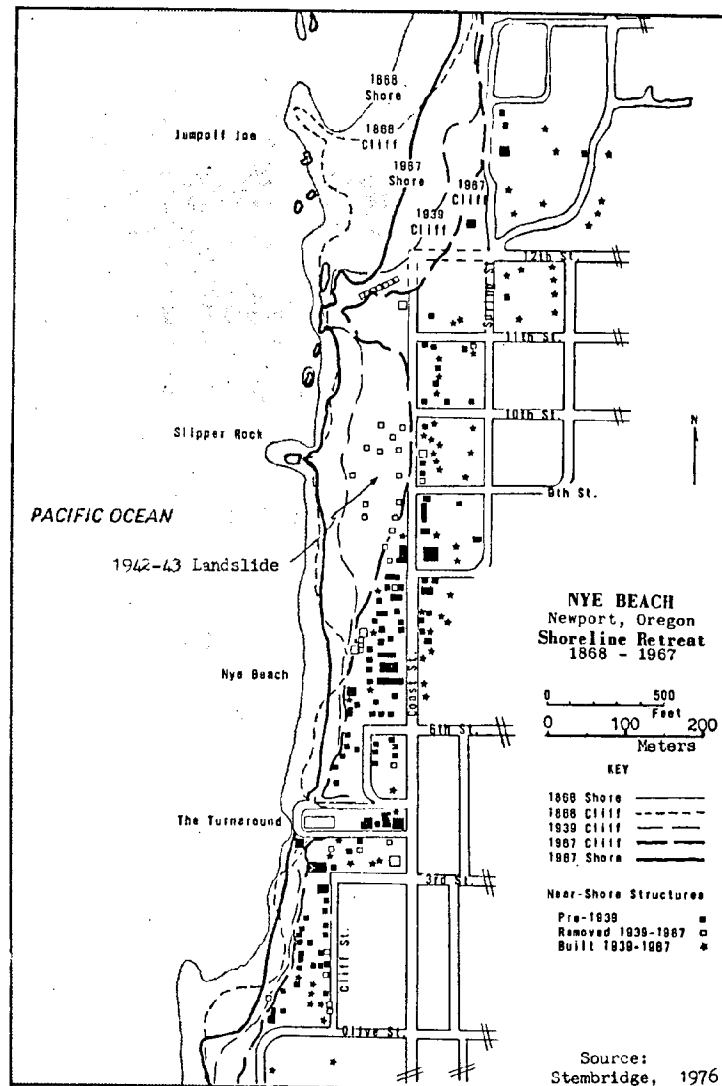 1868
Shore
Jumpoff Joe
1868
Cliff
1967
Shore
1967
Cliff
1939
Cliff
12th St.
Spring St.
11th St.
10th St.
Slipper Rock
N
9th St.
PACIFIC OCEAN
1942-43 Landslide
NYE BEACH
Newport, Oregon
Shoreline Retreat
1868 - 1967
Nye Beach
Coast St.
0 500
Feet
0 100 200
Meters
6th St.
KEY
The Turnaround
1868 Shore
1868 Cliff
1939 Cliff
1967 Cliff
1967 Shore
3rd St.
Near-Shore Structures
Pre-1939
Removed 1939-1967
Built 1939-1967
Cliff St.
Olive St.
Source:
Stembridge, 1976